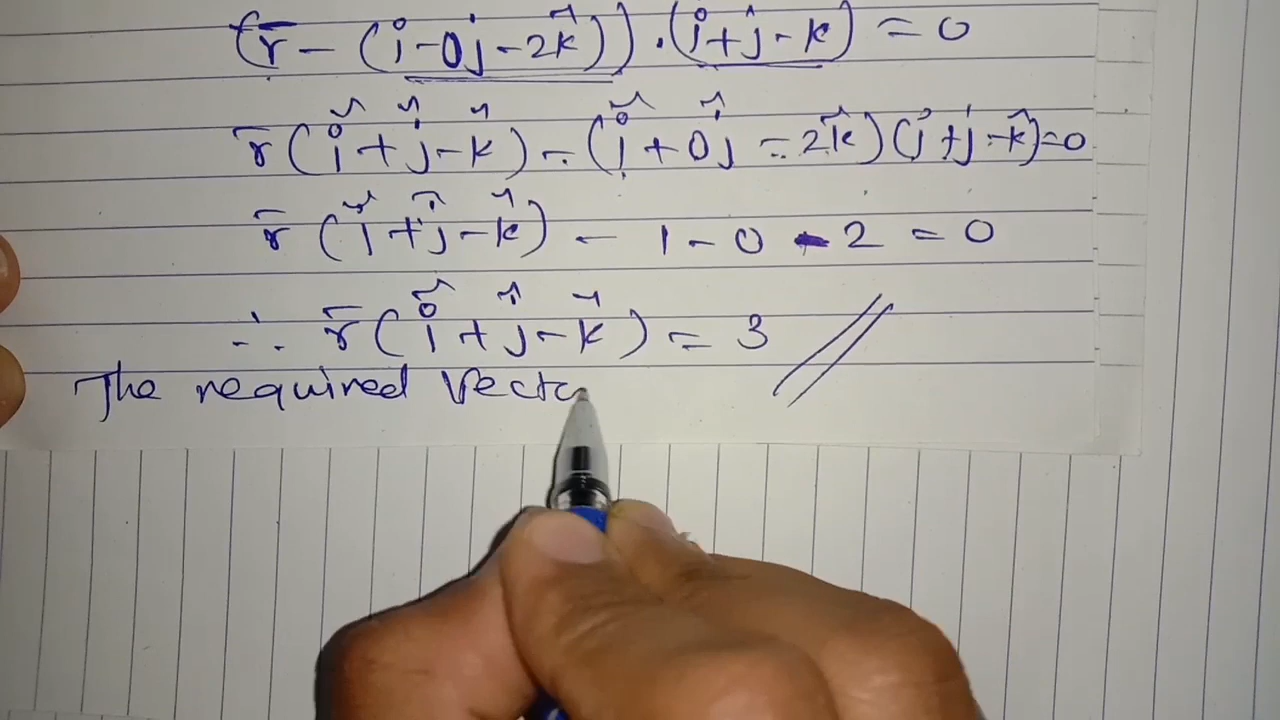 (r̄ - (î - 0ĵ - 2k̂)) . (î + ĵ - k̂) = 0
r̄ (î + ĵ - k̂) - (î + 0ĵ - 2k̂) (î + ĵ - k̂) = 0
r̄ (î + ĵ - k̂) - 1 - 0 - 2 = 0
∴ r̄ (î + ĵ - k̂) = 3 //
The required Vecto